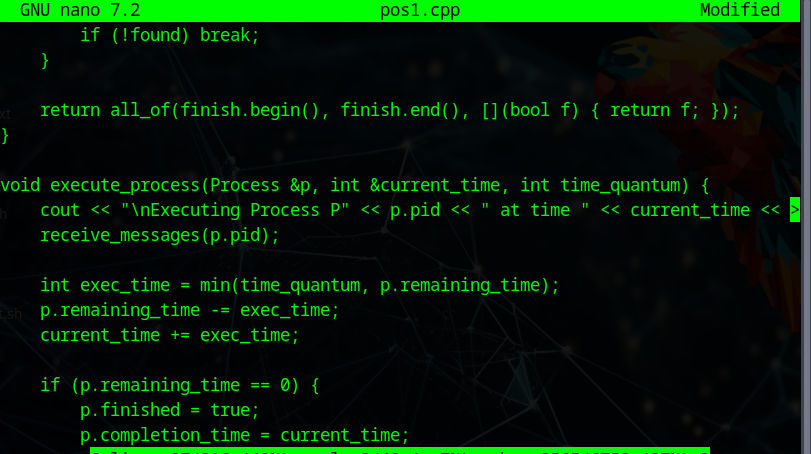 GNU nano 7.2 pos1.cpp Modified
        if (!found) break;
    }

    return all_of(finish.begin(), finish.end(), [](bool f) { return f; });
}

void execute_process(Process &p, int &current_time, int time_quantum) {
    cout << "\nExecuting Process P" << p.pid << " at time " << current_time << >
    receive_messages(p.pid);

    int exec_time = min(time_quantum, p.remaining_time);
    p.remaining_time -= exec_time;
    current_time += exec_time;

    if (p.remaining_time == 0) {
        p.finished = true;
        p.completion_time = current_time;